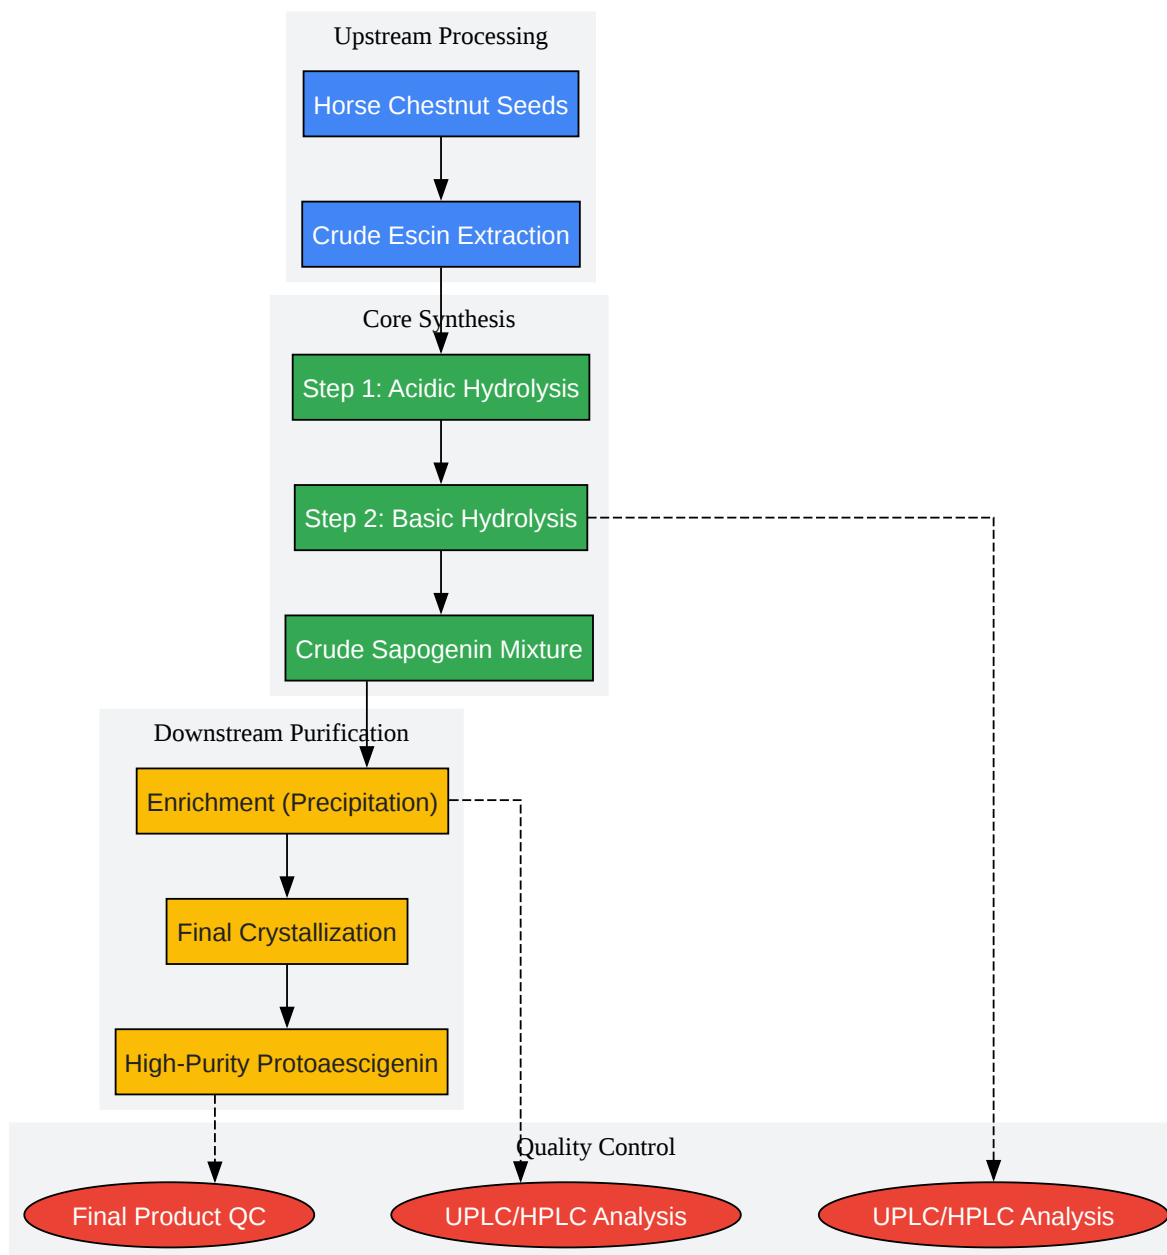 Upstream Processing
Horse Chestnut Seeds
Crude Escin Extraction
Core Synthesis
Step 1: Acidic Hydrolysis
Step 2: Basic Hydrolysis
Crude Sapogenin Mixture
Downstream Purification
Enrichment (Precipitation)
Final Crystallization
High-Purity Protoaescigenin
Quality Control
Final Product QC
UPLC/HPLC Analysis
UPLC/HPLC Analysis